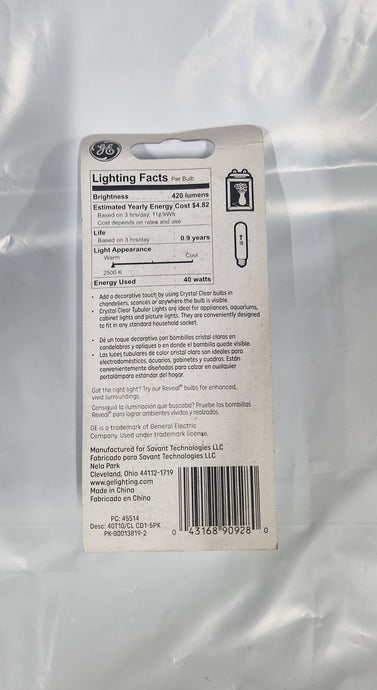 GE
Lighting Facts Per Bulb
Brightness 420 lumens
Estimated Yearly Energy Cost $4.82
Based on 3 hrs/day, 11¢/kWh
Cost depends on rates and use
Life
Based on 3 hrs/day 0.9 years
Light Appearance
Warm Cool
2500 K
Energy Used 40 watts
T
10
• Add a decorative touch by using Crystal Clear bulbs in
chandeliers, sconces or anywhere the bulb is visible.
• Crystal Clear Tubular Lights are ideal for appliances, aquariums,
cabinet lights and picture lights. They are conveniently designed
to fit in any standard household socket.
• Dé un toque decorativo con bombillas cristal claros en
candelabros y apliques o en donde el bombillo quede visible.
• Las luces tubulares de color cristal claro son ideales para
electrodomésticos, acuarios, gabinetes y cuadros. Están
convenientemente diseñadas para calzar en cualquier
portalámpara estándar del hogar.
Got the right light? Try our Reveal® bulbs for enhanced,
vivid surroundings.
Consiguió la iluminación que buscaba? Pruebe los bombillas
Reveal® para lograr ambientes vívidos y realzados.
GE is a trademark of General Electric
Company. Used under trademark license.
Manufactured for Savant Technologies LLC
Fabricado para Savant Technologies LLC
Nela Park
Cleveland, Ohio 44112-1719
www.gelighting.com
Made in China
Fabricado en China
PC: 45514
Desc: 40T10/CL CD1-5PK
PK-00013819-2
0 43168 90928 0